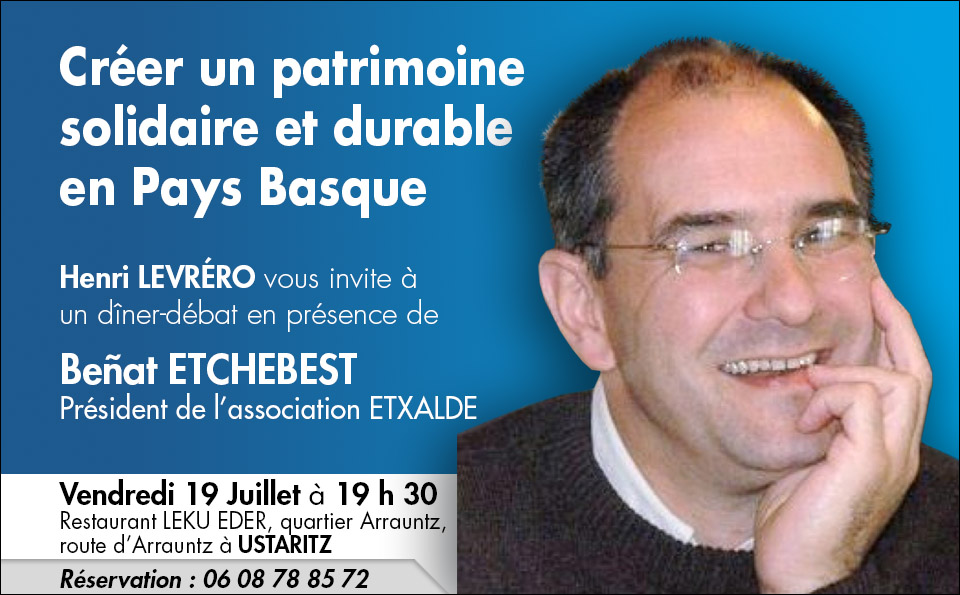 Créer un patrimoine
solidaire et durable
en Pays Basque
Henri LEVRÉRO vous invite à
un dîner-débat en présence de
Beñat ETCHEBEST
Président de l’association ETXALDE
Vendredi 19 Juillet à 19 h 30
Restaurant LEKU EDER, quartier Arrauntz,
route d’Arrauntz à USTARITZ
Réservation : 06 08 78 85 72